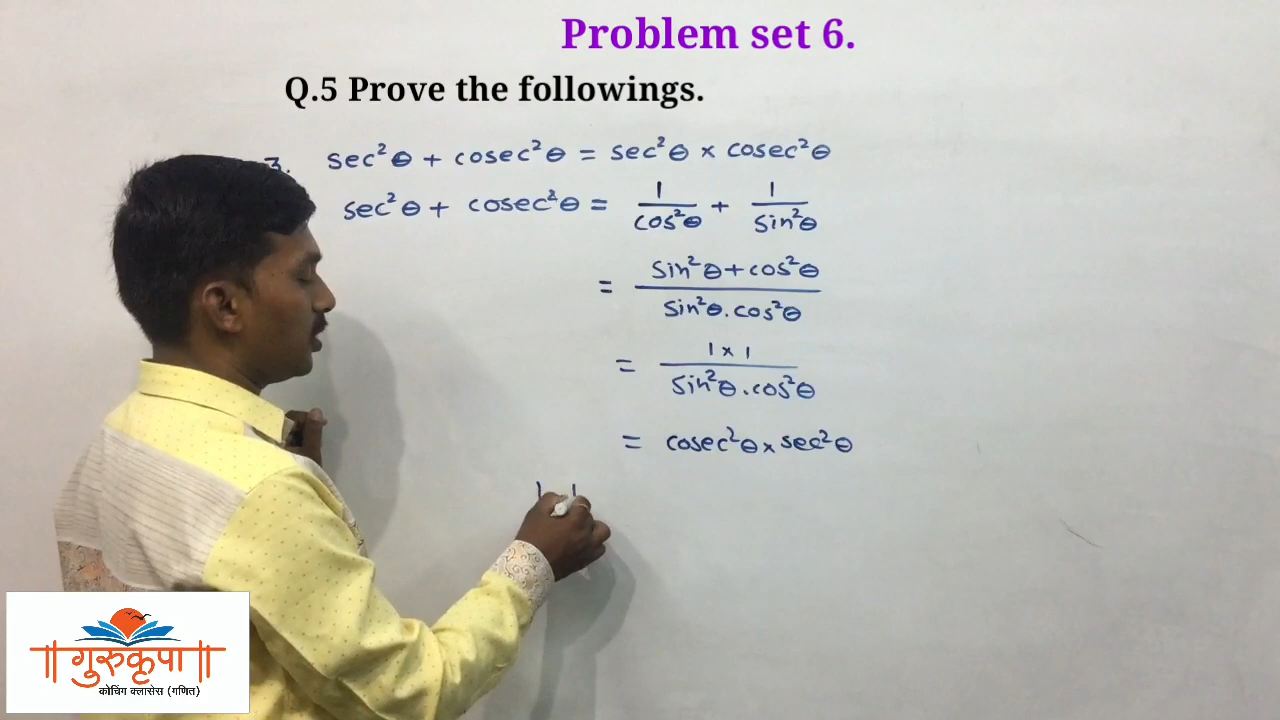 Problem set 6.
Q.5 Prove the followings.
3. sec²θ + cosec²θ = sec²θ × cosec²θ
sec²θ + cosec²θ = 1/cos²θ + 1/sin²θ
= sin²θ + cos²θ / sin²θ . cos²θ
= 1 × 1 / sin²θ . cos²θ
= cosec²θ × sec²θ
॥गुरुकृपा॥
कोचिंग क्लासेस (गणित)